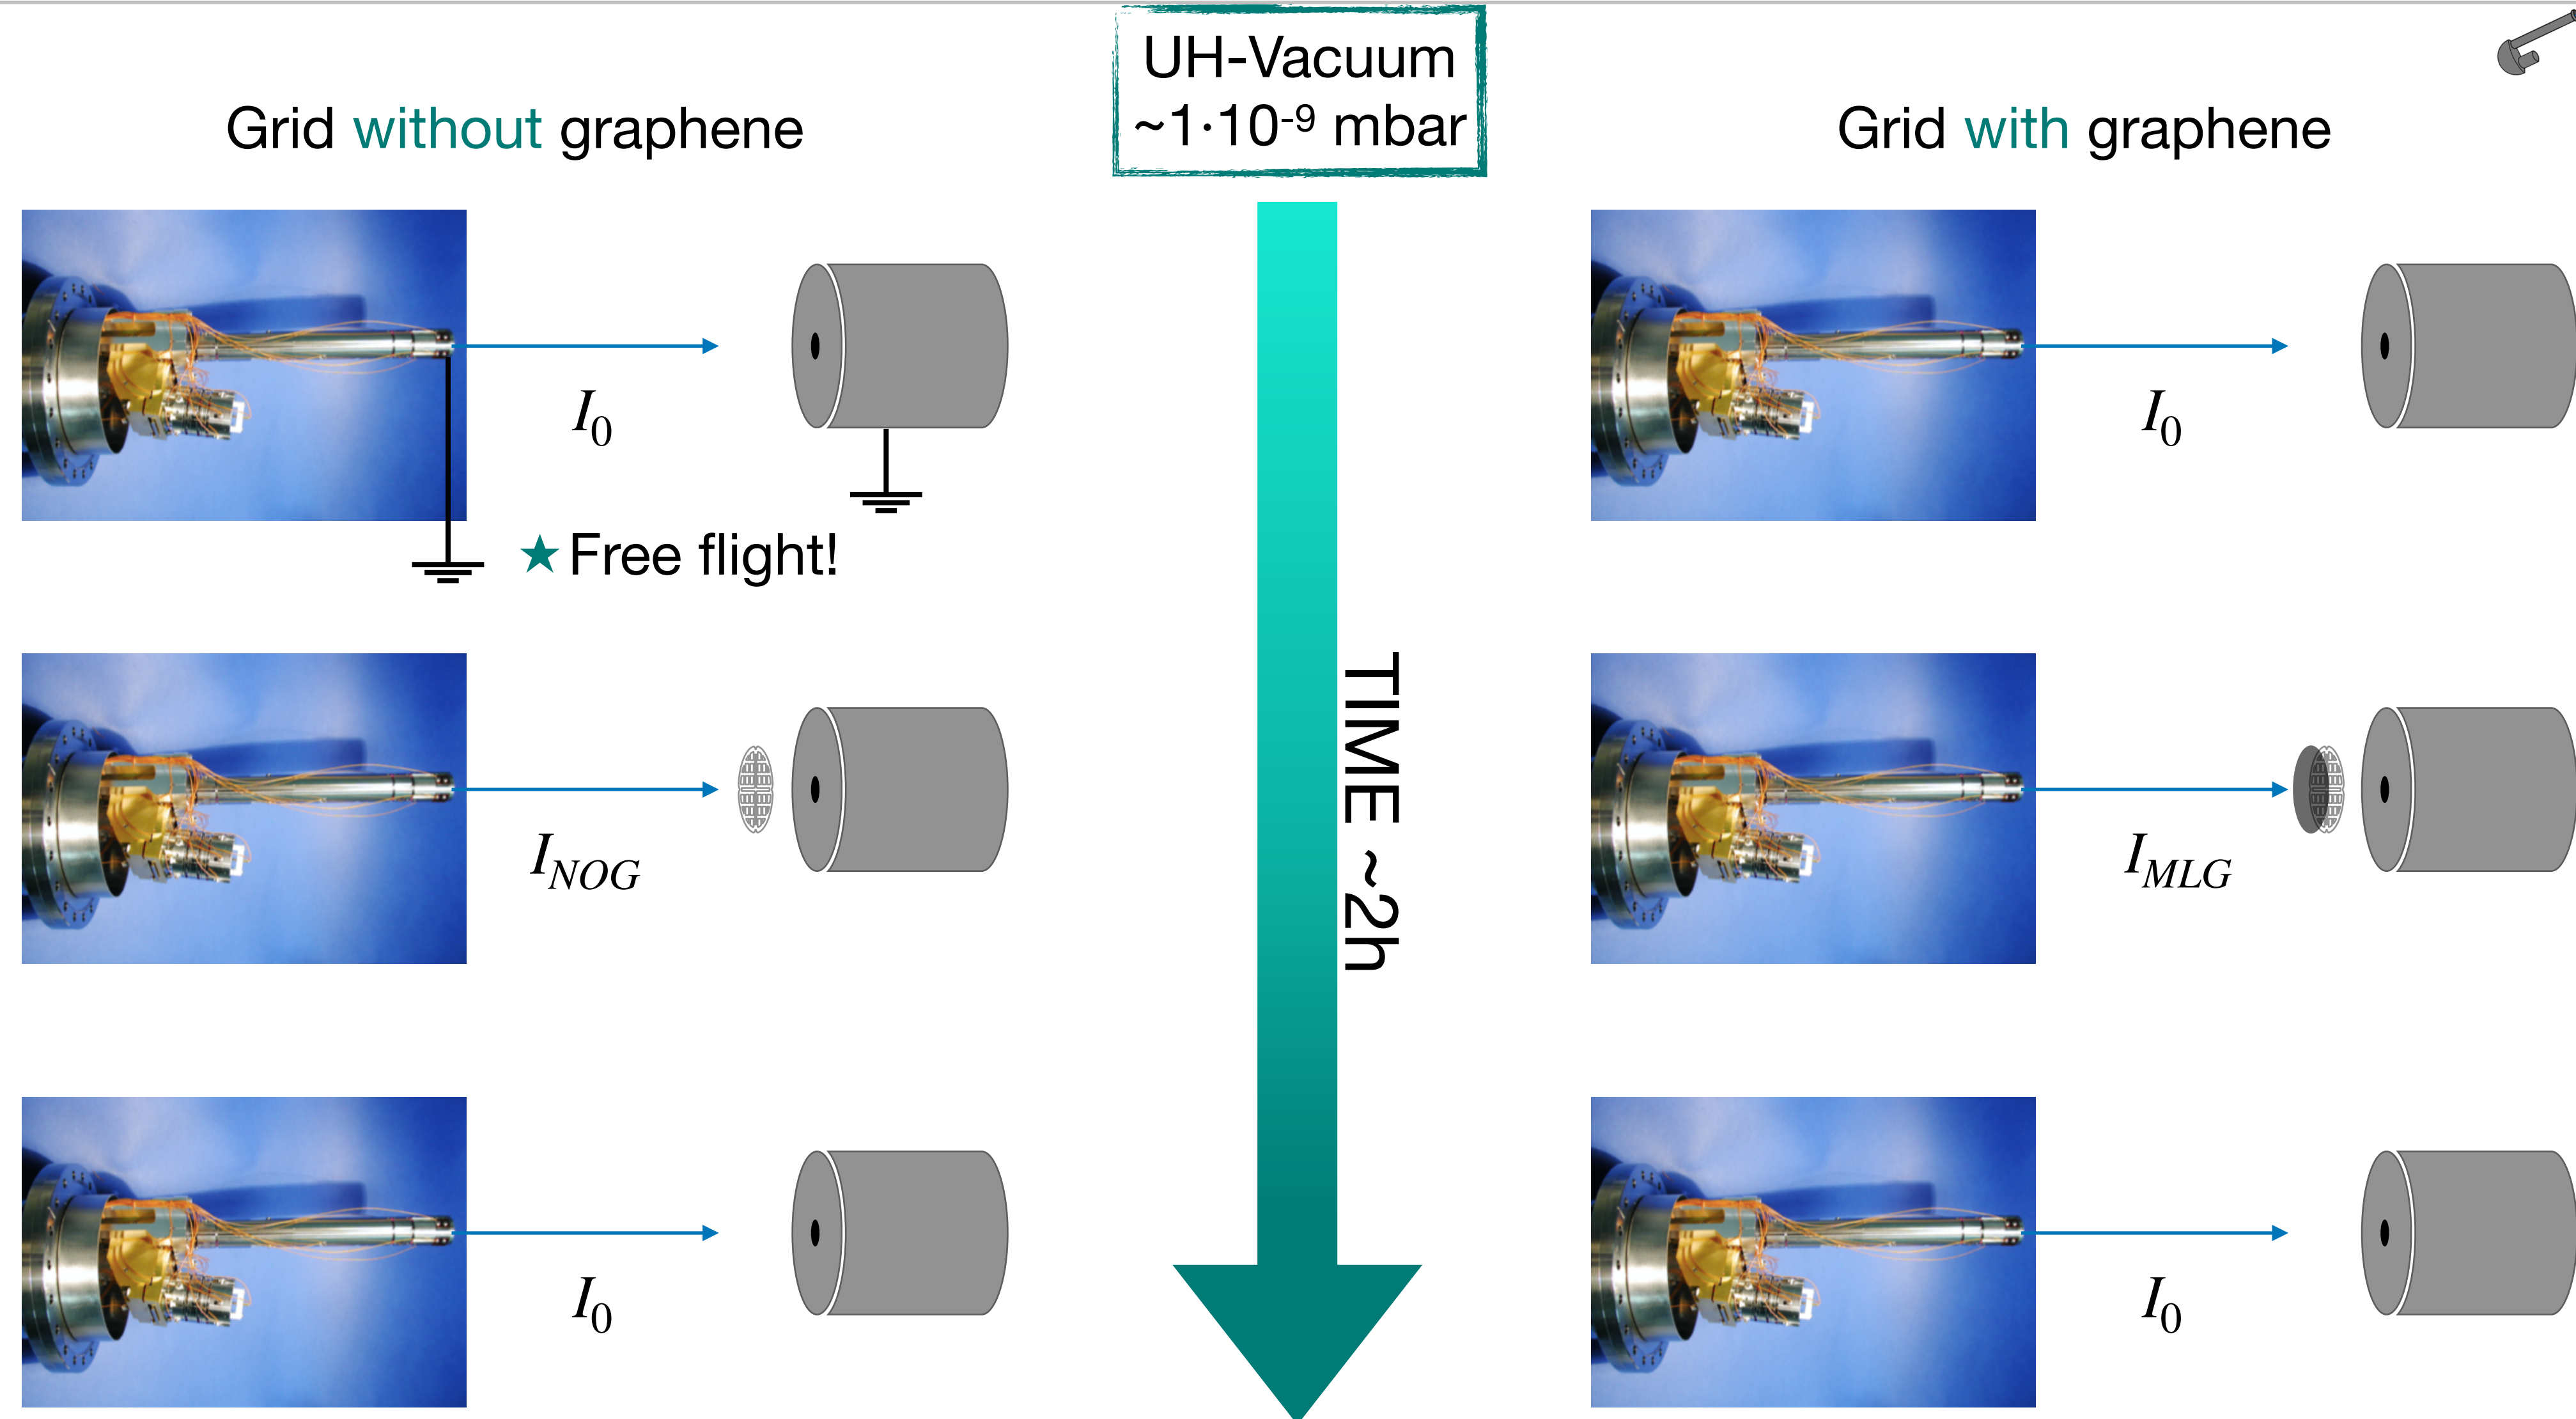 UH-Vacuum
~1·10-9 mbar
Grid without graphene
Grid with graphene
I0
I0
★ Free flight!
TIME ~2h
INOG
IMLG
I0
I0